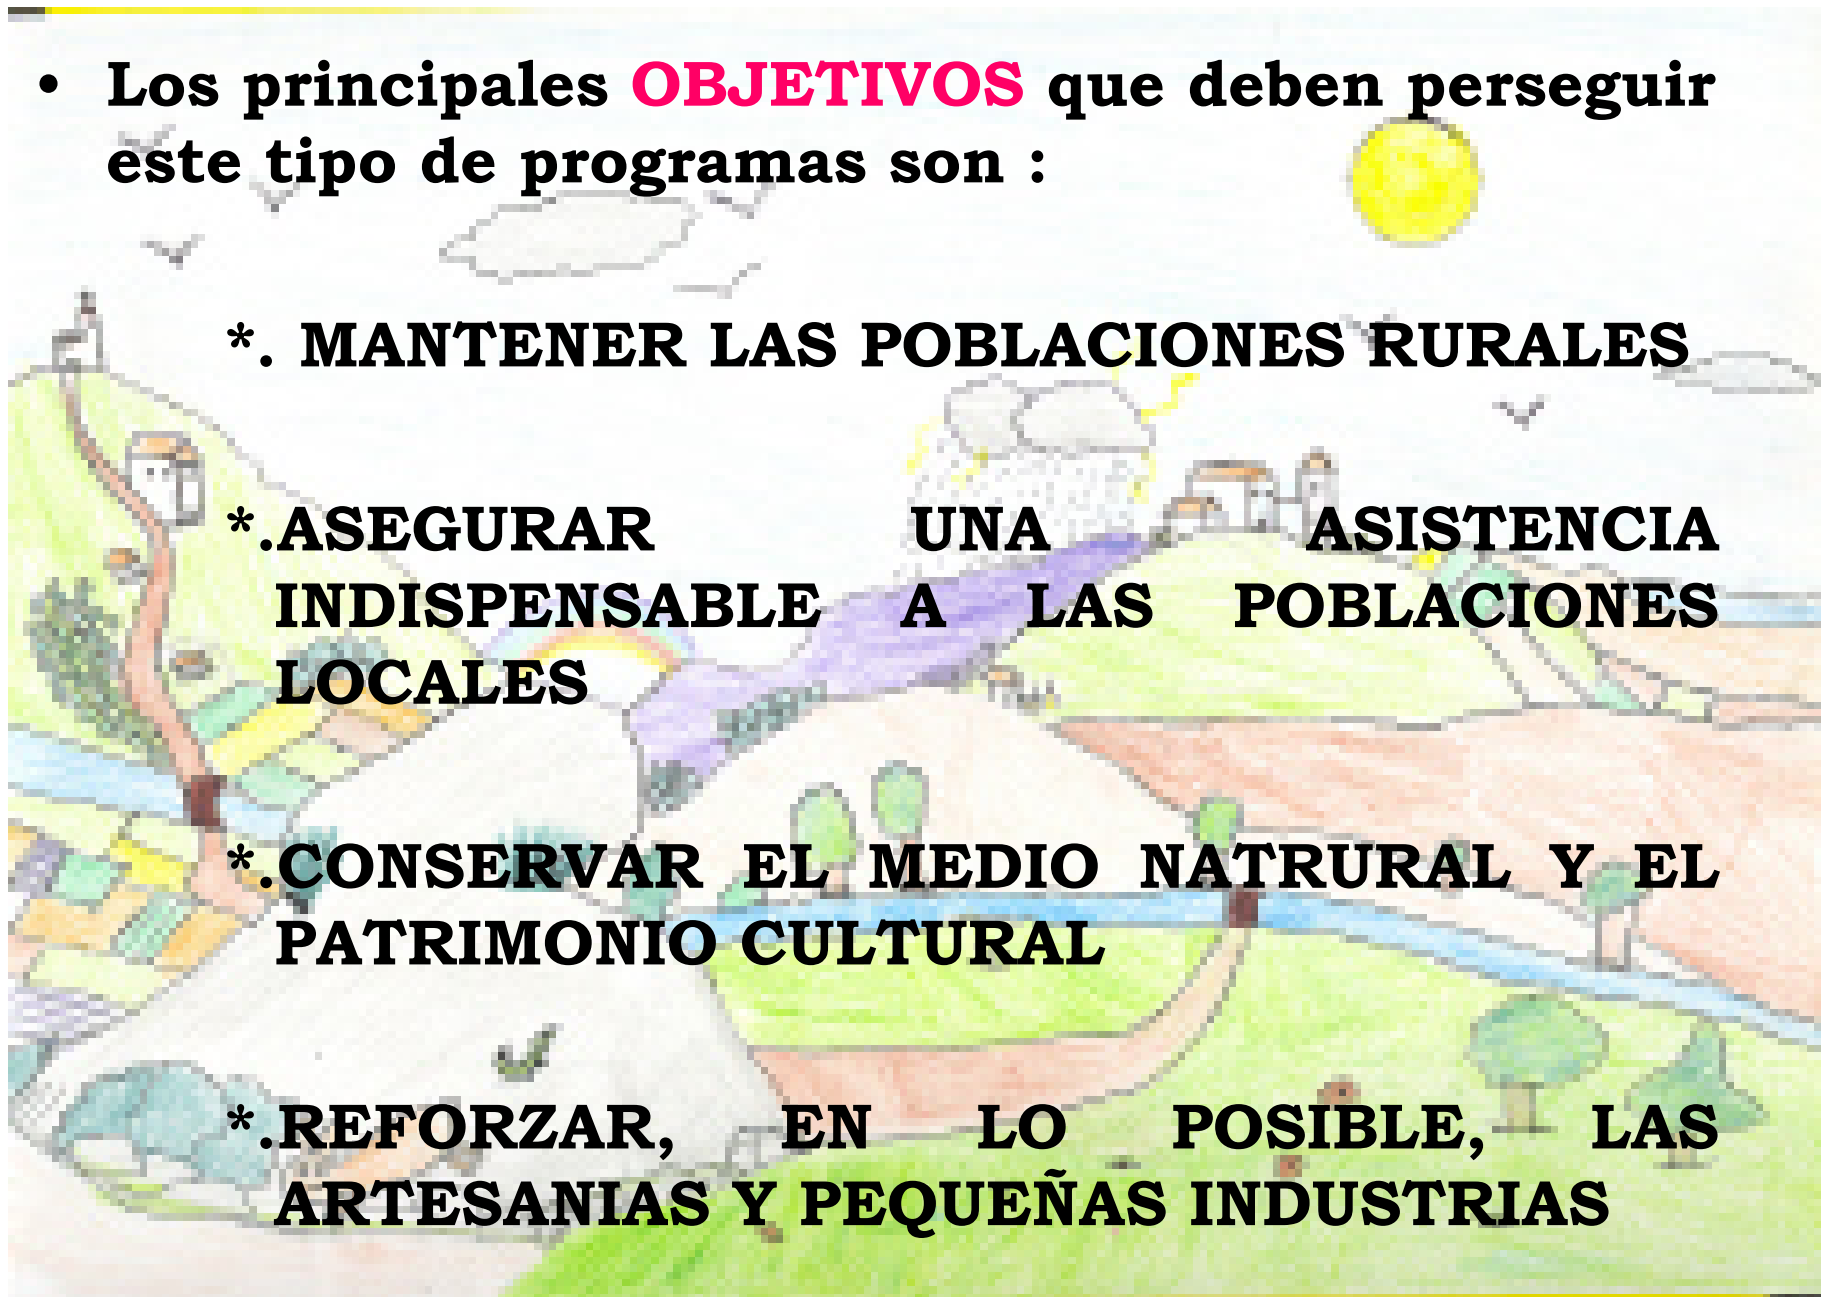 • Los principales OBJETIVOS que deben perseguir
este tipo de programas son :
*. MANTENER LAS POBLACIONES RURALES
*.ASEGURAR UNA ASISTENCIA
INDISPENSABLE A LAS POBLACIONES
LOCALES
*.CONSERVAR EL MEDIO NATRURAL Y EL
PATRIMONIO CULTURAL
*.REFORZAR, EN LO POSIBLE, LAS
ARTESANIAS Y PEQUEÑAS INDUSTRIAS